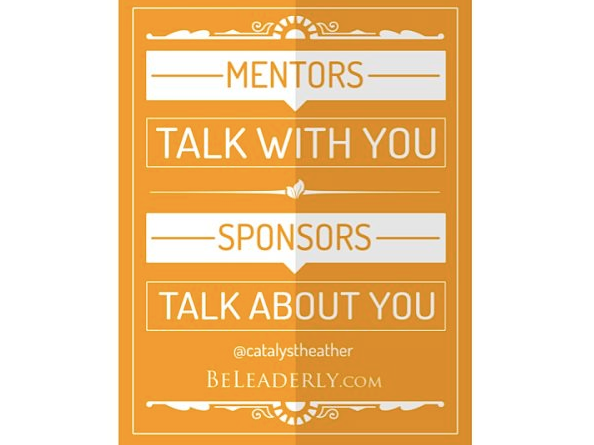 MENTORS
TALK WITH YOU
SPONSORS
TALK ABOUT YOU
@catalystheather
BELEADERLY.COM